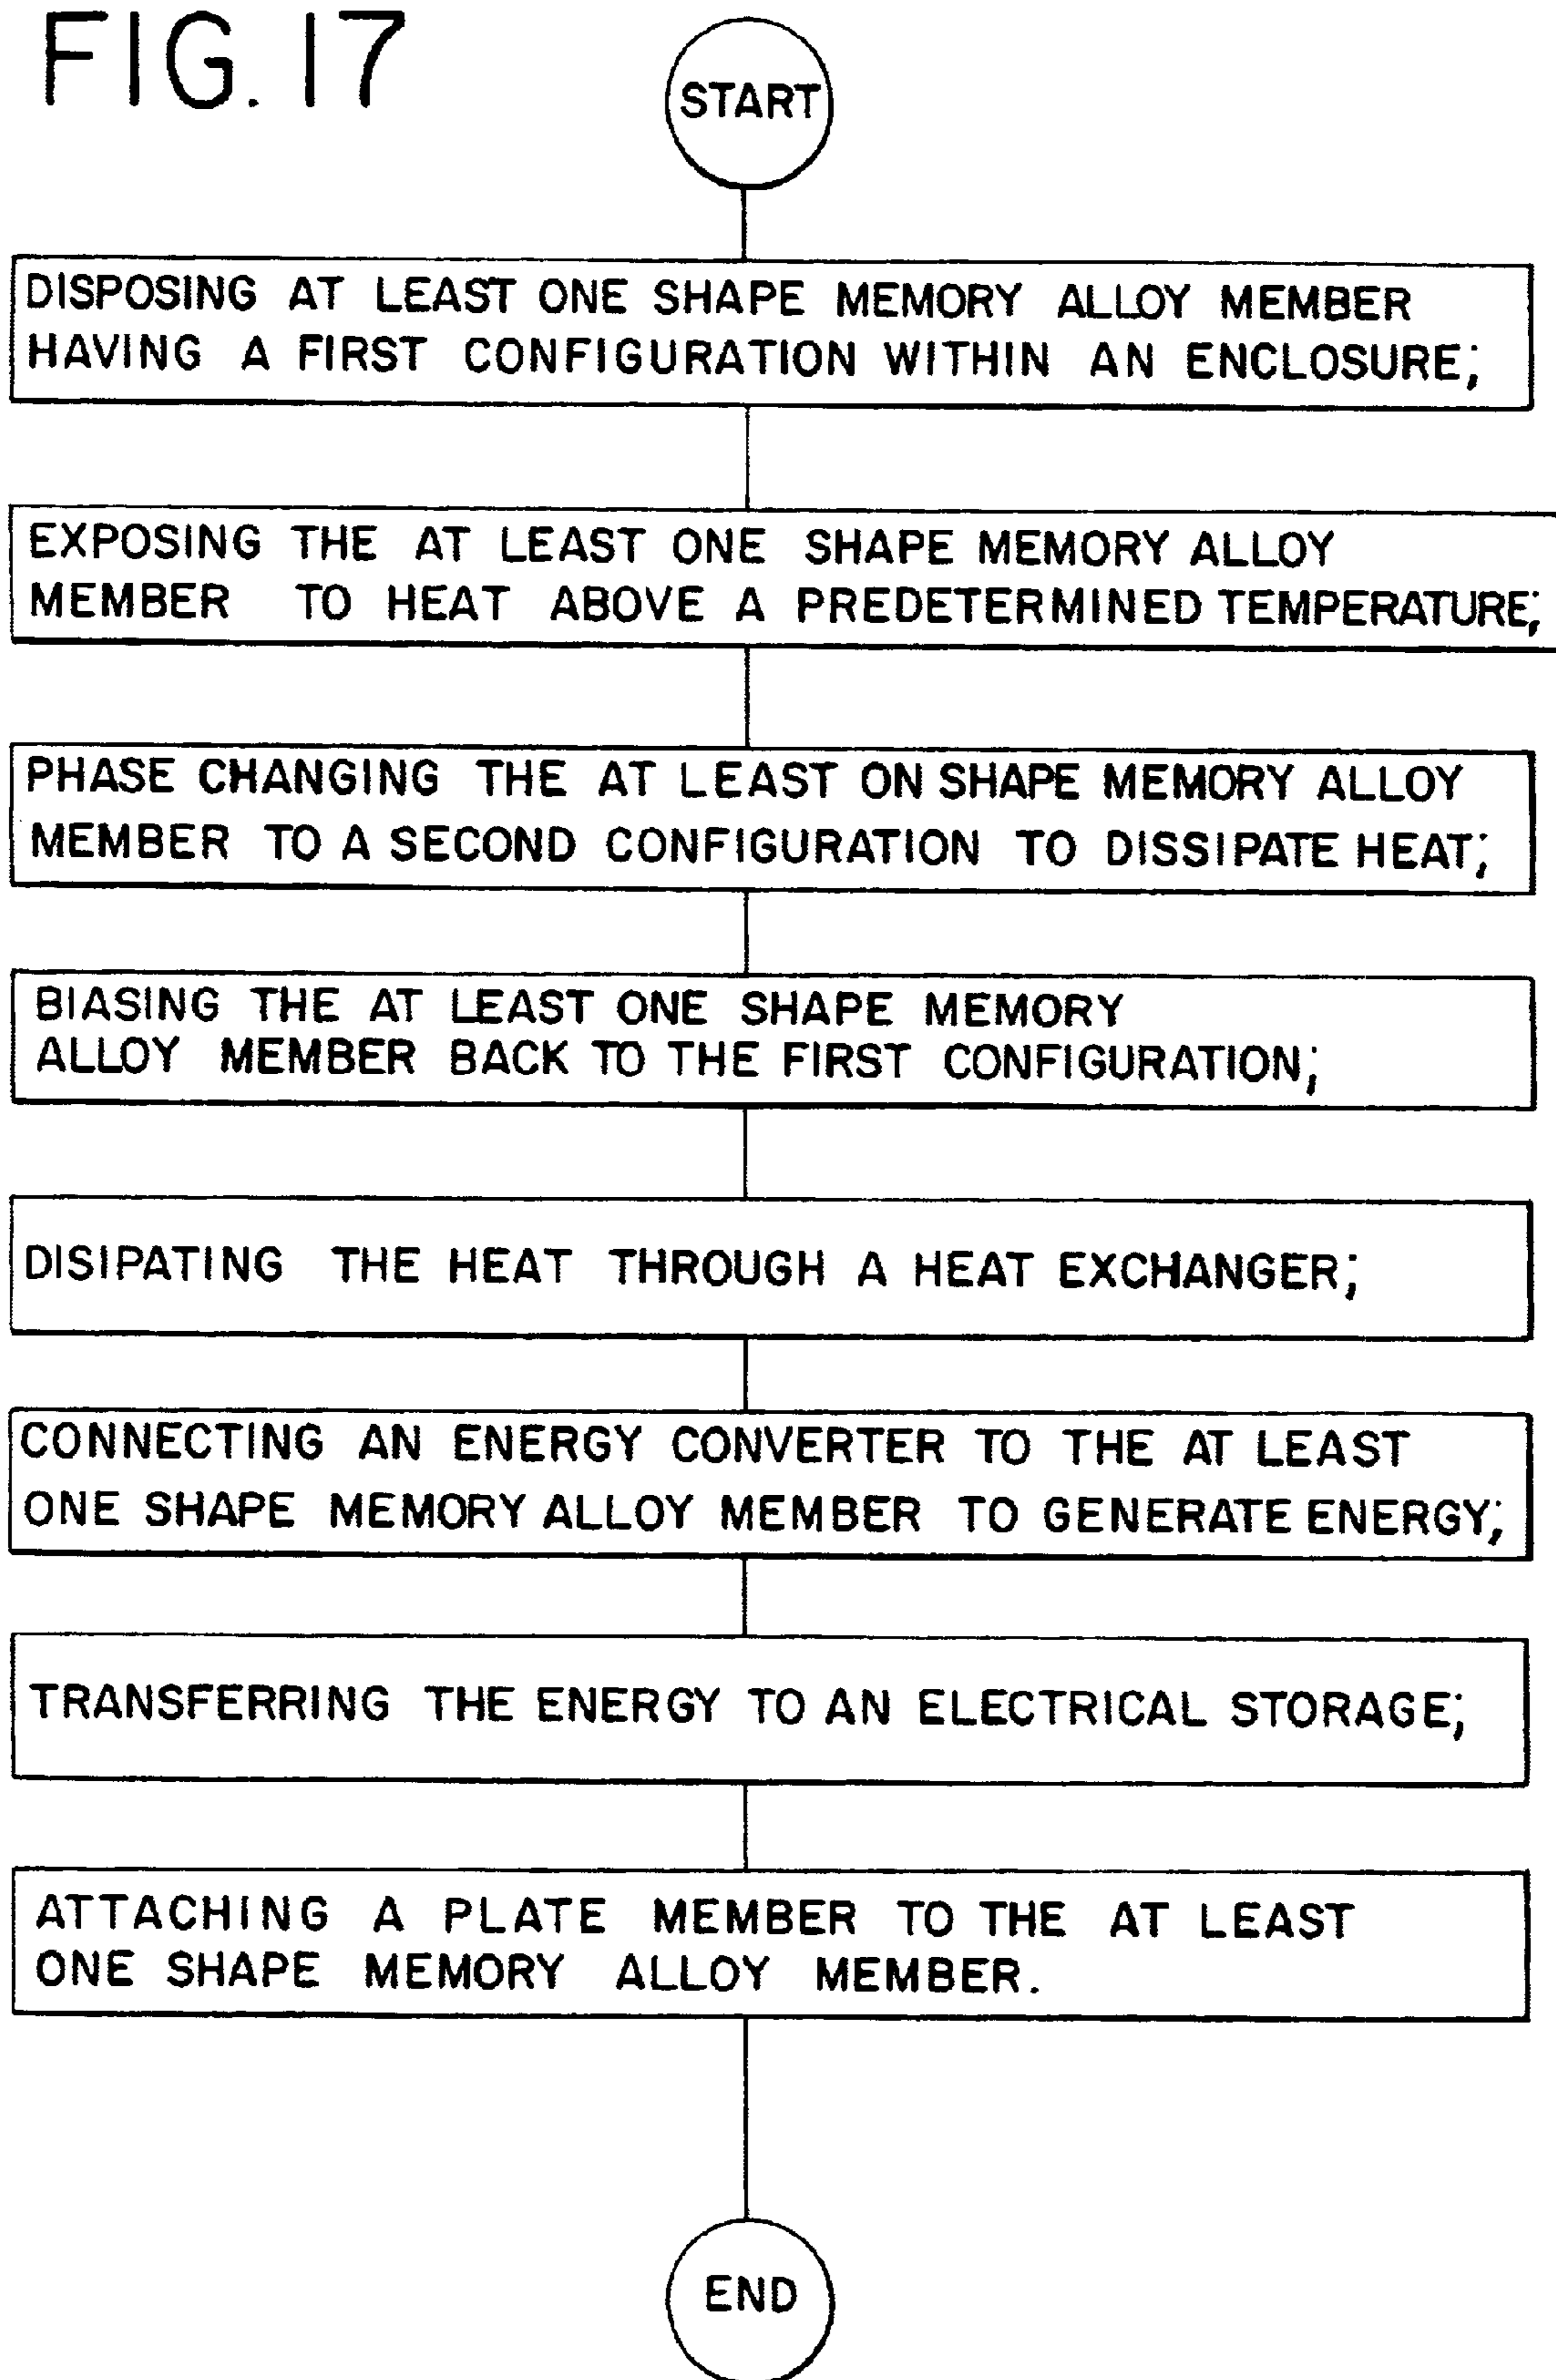 FIG. 17
START
DISPOSING AT LEAST ONE SHAPE MEMORY ALLOY MEMBER
HAVING A FIRST CONFIGURATION WITHIN AN ENCLOSURE;
EXPOSING THE AT LEAST ONE SHAPE MEMORY ALLOY
MEMBER TO HEAT ABOVE A PREDETERMINED TEMPERATURE;
PHASE CHANGING THE AT LEAST ON SHAPE MEMORY ALLOY
MEMBER TO A SECOND CONFIGURATION TO DISSIPATE HEAT;
BIASING THE AT LEAST ONE SHAPE MEMORY
ALLOY MEMBER BACK TO THE FIRST CONFIGURATION;
DISIPATING THE HEAT THROUGH A HEAT EXCHANGER;
CONNECTING AN ENERGY CONVERTER TO THE AT LEAST
ONE SHAPE MEMORY ALLOY MEMBER TO GENERATE ENERGY;
TRANSFERRING THE ENERGY TO AN ELECTRICAL STORAGE;
ATTACHING A PLATE MEMBER TO THE AT LEAST
ONE SHAPE MEMORY ALLOY MEMBER.
END